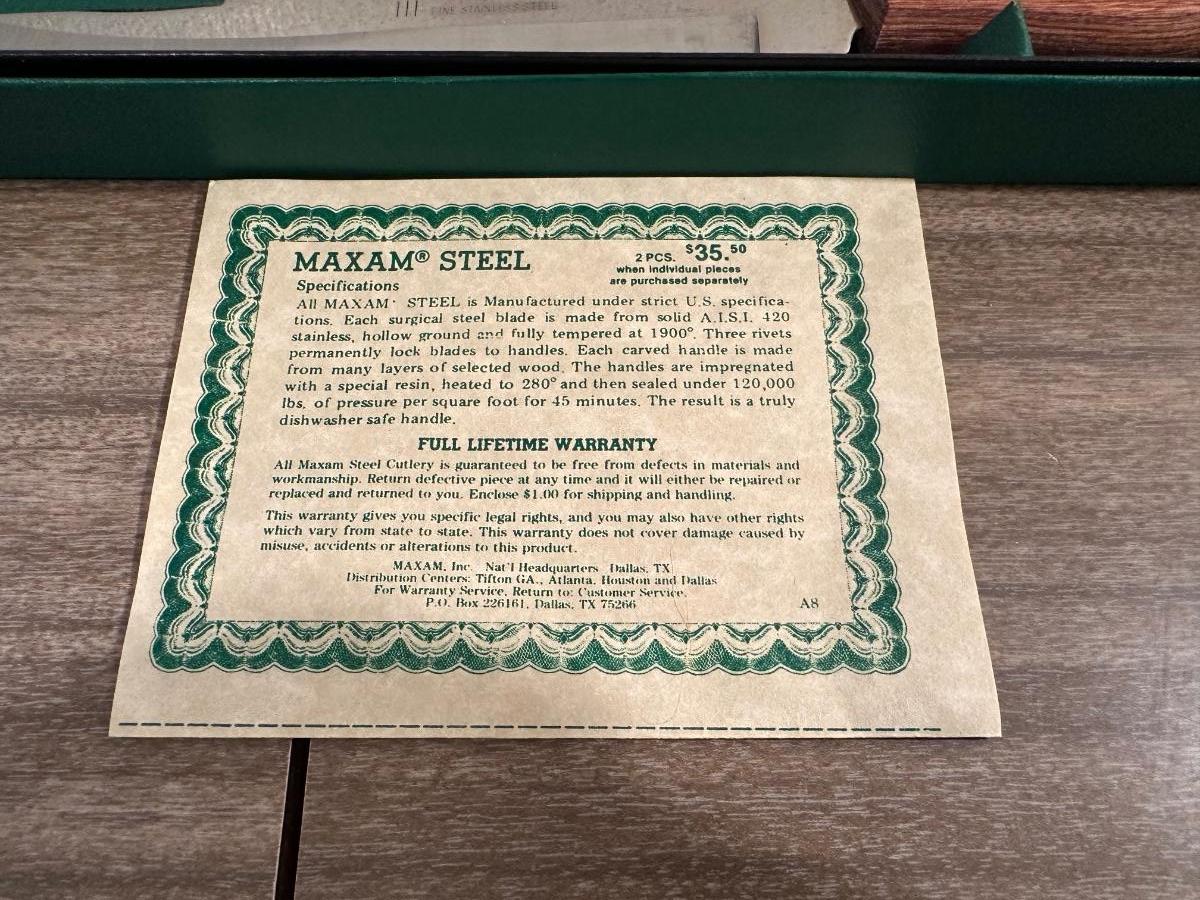 FINE STAINLESS STEEL
MAXAM® STEEL
2 PCS. $35.50
when individual pieces
are purchased separately
Specifications
All MAXAM® STEEL is Manufactured under strict U.S. specifica-
tions. Each surgical steel blade is made from solid A.I.S.I. 420
stainless, hollow ground and fully tempered at 1900°. Three rivets
permanently lock blades to handles. Each carved handle is made
from many layers of selected wood. The handles are impregnated
with a special resin, heated to 280° and then sealed under 120,000
lbs. of pressure per square foot for 45 minutes. The result is a truly
dishwasher safe handle.
FULL LIFETIME WARRANTY
All Maxam Steel Cutlery is guaranteed to be free from defects in materials and
workmanship. Return defective piece at any time and it will either be repaired or
replaced and returned to you. Enclose $1.00 for shipping and handling.
This warranty gives you specific legal rights, and you may also have other rights
which vary from state to state. This warranty does not cover damage caused by
misuse, accidents or alterations to this product.
MAXAM, Inc. Nat'l Headquarters Dallas, TX
Distribution Centers: Tifton GA., Atlanta, Houston and Dallas
For Warranty Service, Return to: Customer Service,
P.O. Box 226161, Dallas, TX 75266
A8